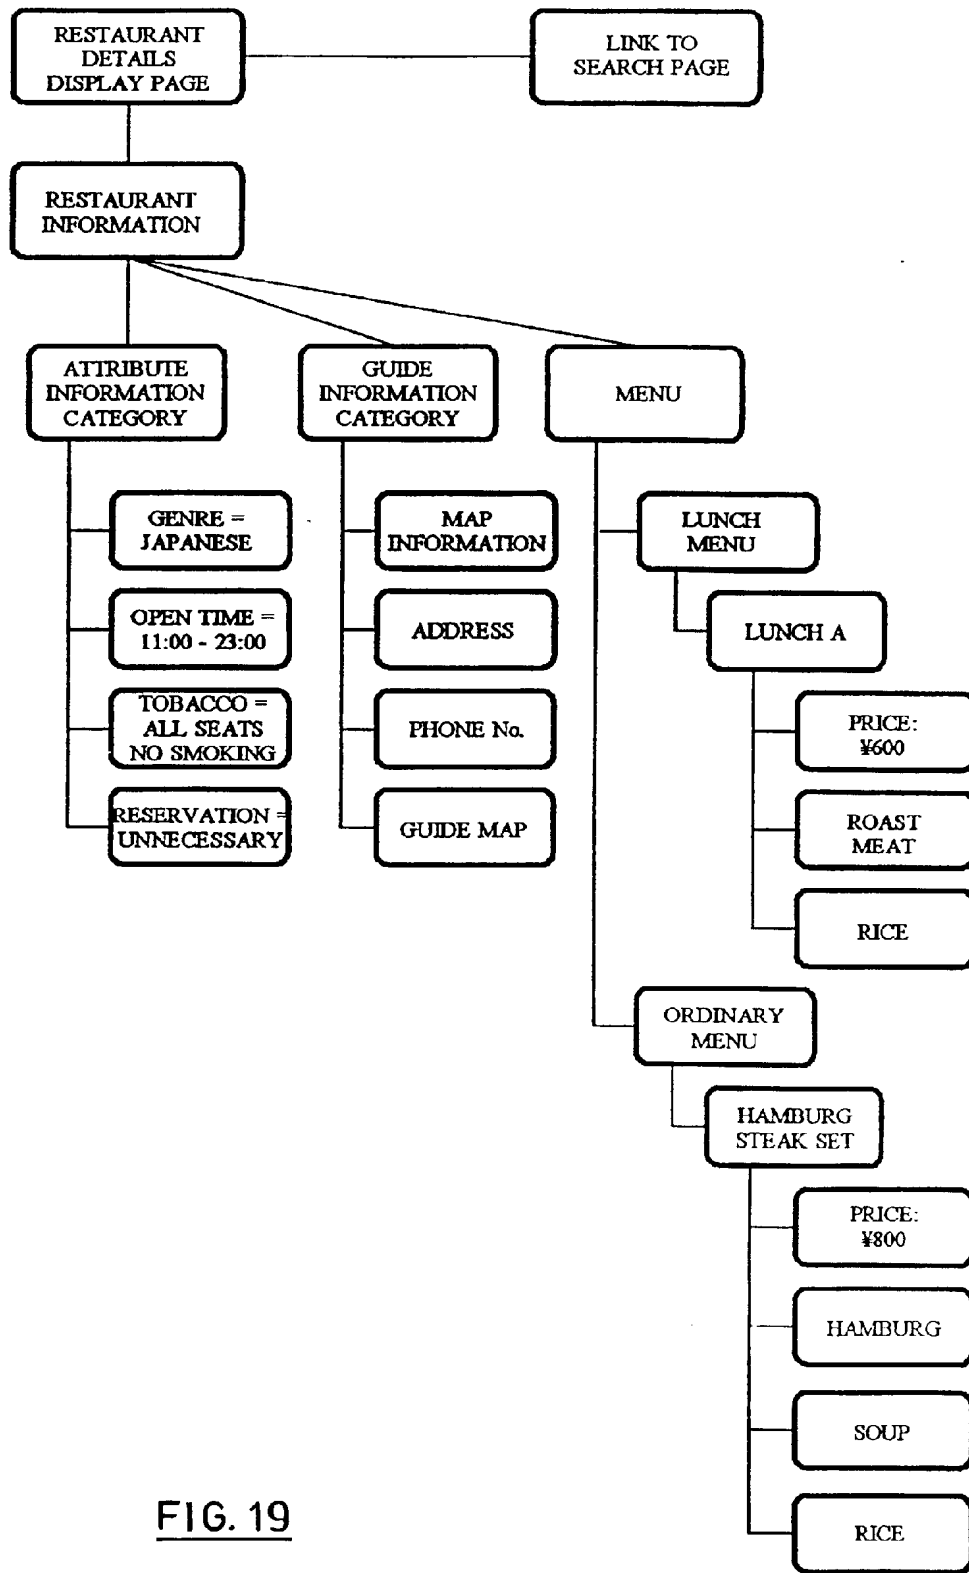 RESTAURANT
DETAILS
DISPLAY PAGE
LINK TO
SEARCH PAGE
RESTAURANT
INFORMATION
ATTRIBUTE
INFORMATION
CATEGORY
GUIDE
INFORMATION
CATEGORY
MENU
GENRE =
JAPANESE
OPEN TIME =
11:00 - 23:00
TOBACCO =
ALL SEATS
NO SMOKING
RESERVATION =
UNNECESSARY
MAP
INFORMATION
ADDRESS
PHONE No.
GUIDE MAP
LUNCH
MENU
LUNCH A
PRICE:
¥600
ROAST
MEAT
RICE
ORDINARY
MENU
HAMBURG
STEAK SET
PRICE:
¥800
HAMBURG
SOUP
RICE
FIG. 19